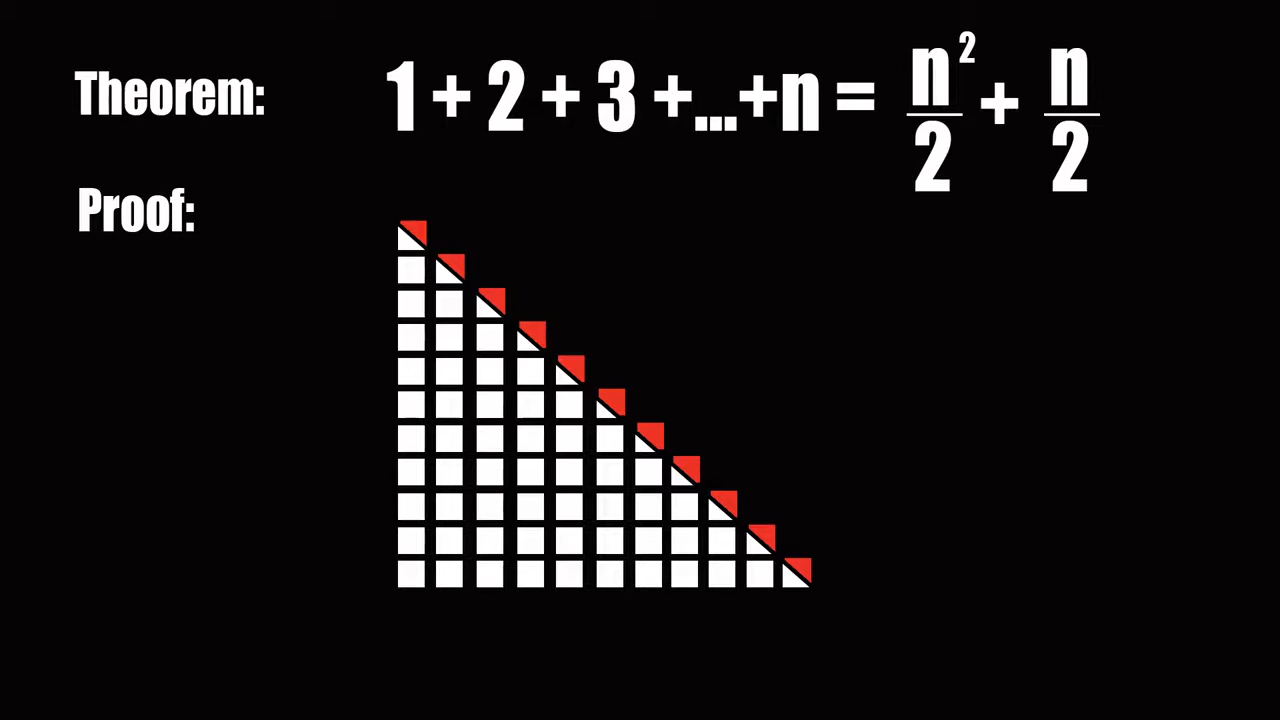 Theorem: 1 + 2 + 3 +...+n = n²/2 + n/2
Proof: